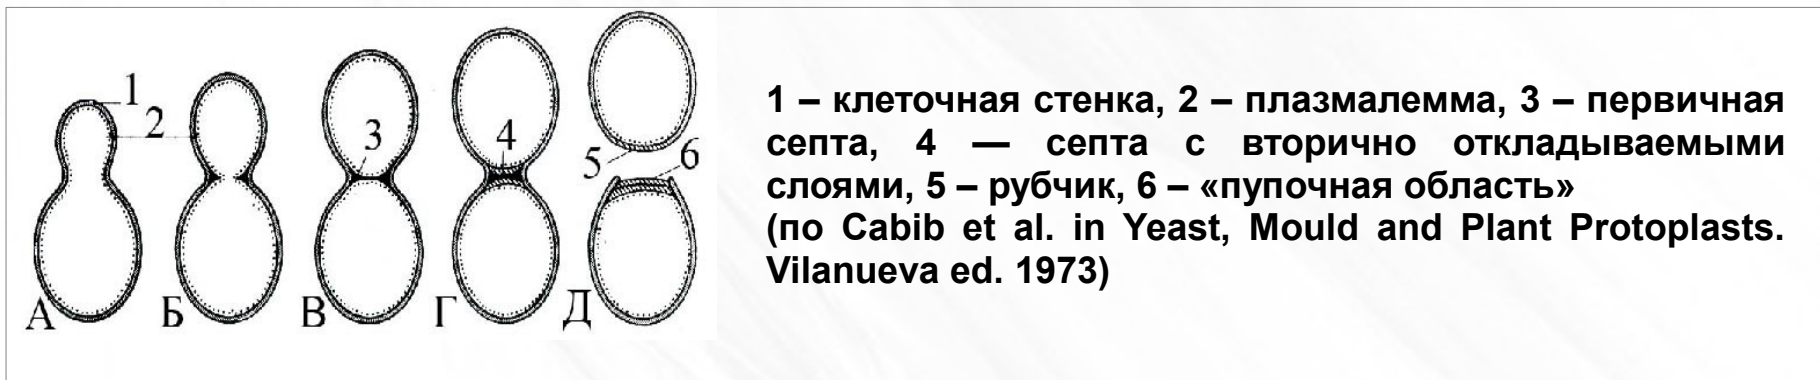 1
2
3
4
5
6
А Б В Г Д
1 – клеточная стенка, 2 – плазмалемма, 3 – первичная
септа, 4 — септа с вторично откладываемыми
слоями, 5 – рубчик, 6 – «пупочная область»
(по Cabib et al. in Yeast, Mould and Plant Protoplasts.
Vilanueva ed. 1973)